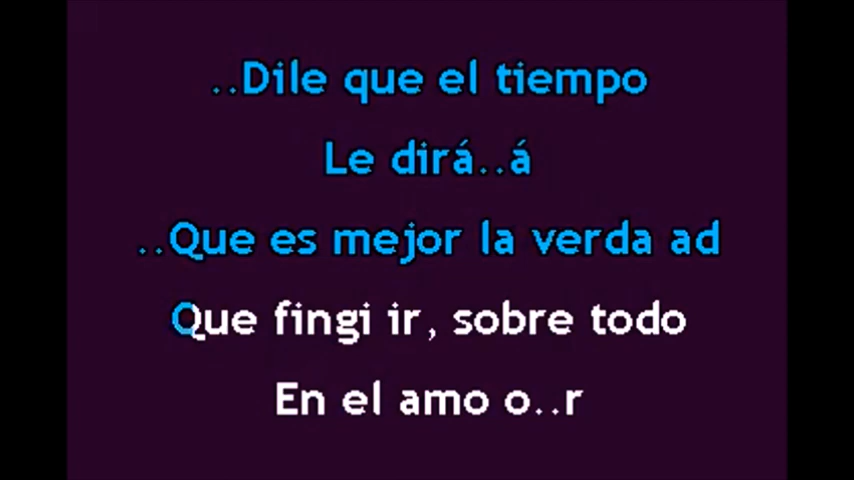 ..Dile que el tiempo
Le dirá..á
..Que es mejor la verda ad
Que fingi ir, sobre todo
En el amo o..r